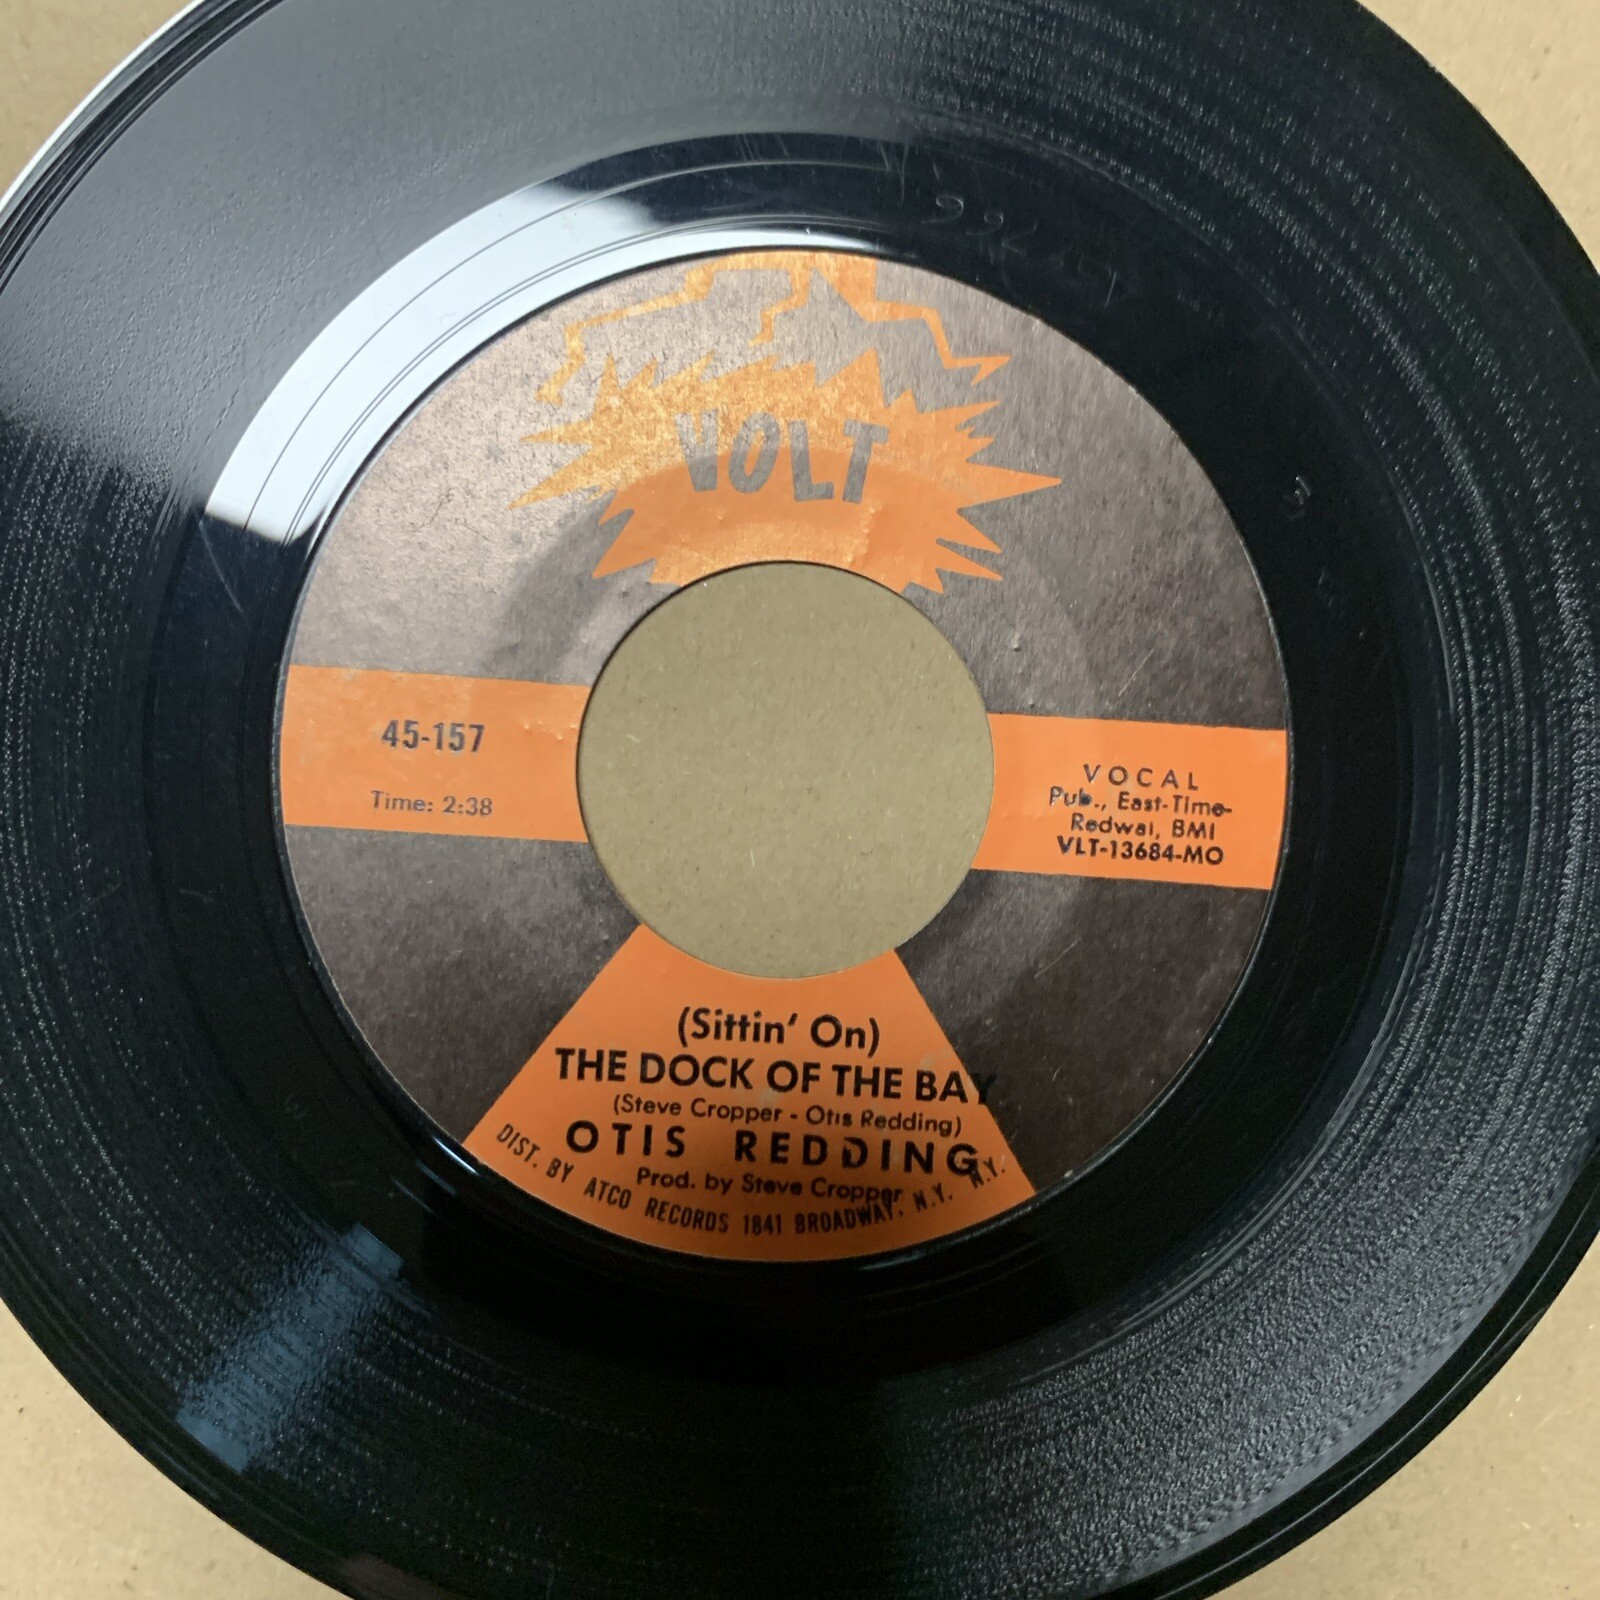 VOLT
45-157
Time: 2:38
VOCAL
Pub., East-Time-
Redwal, BMI
VLT-13684-MO
(Sittin' On)
THE DOCK OF THE BAY
(Steve Cropper - Otis Redding)
OTIS REDDING
Prod. by Steve Cropper
DIST. BY ATCO RECORDS 1841 BROADWAY, N.Y. N.Y.